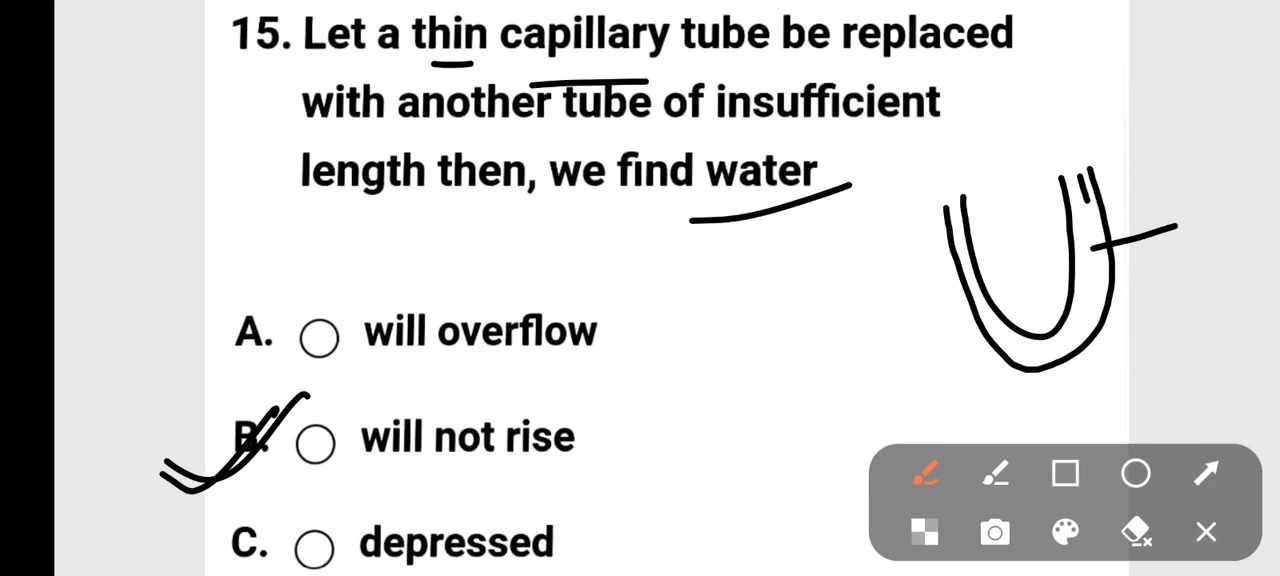 15. Let a thin capillary tube be replaced
with another tube of insufficient
length then, we find water
A. will overflow
B. will not rise
C. depressed